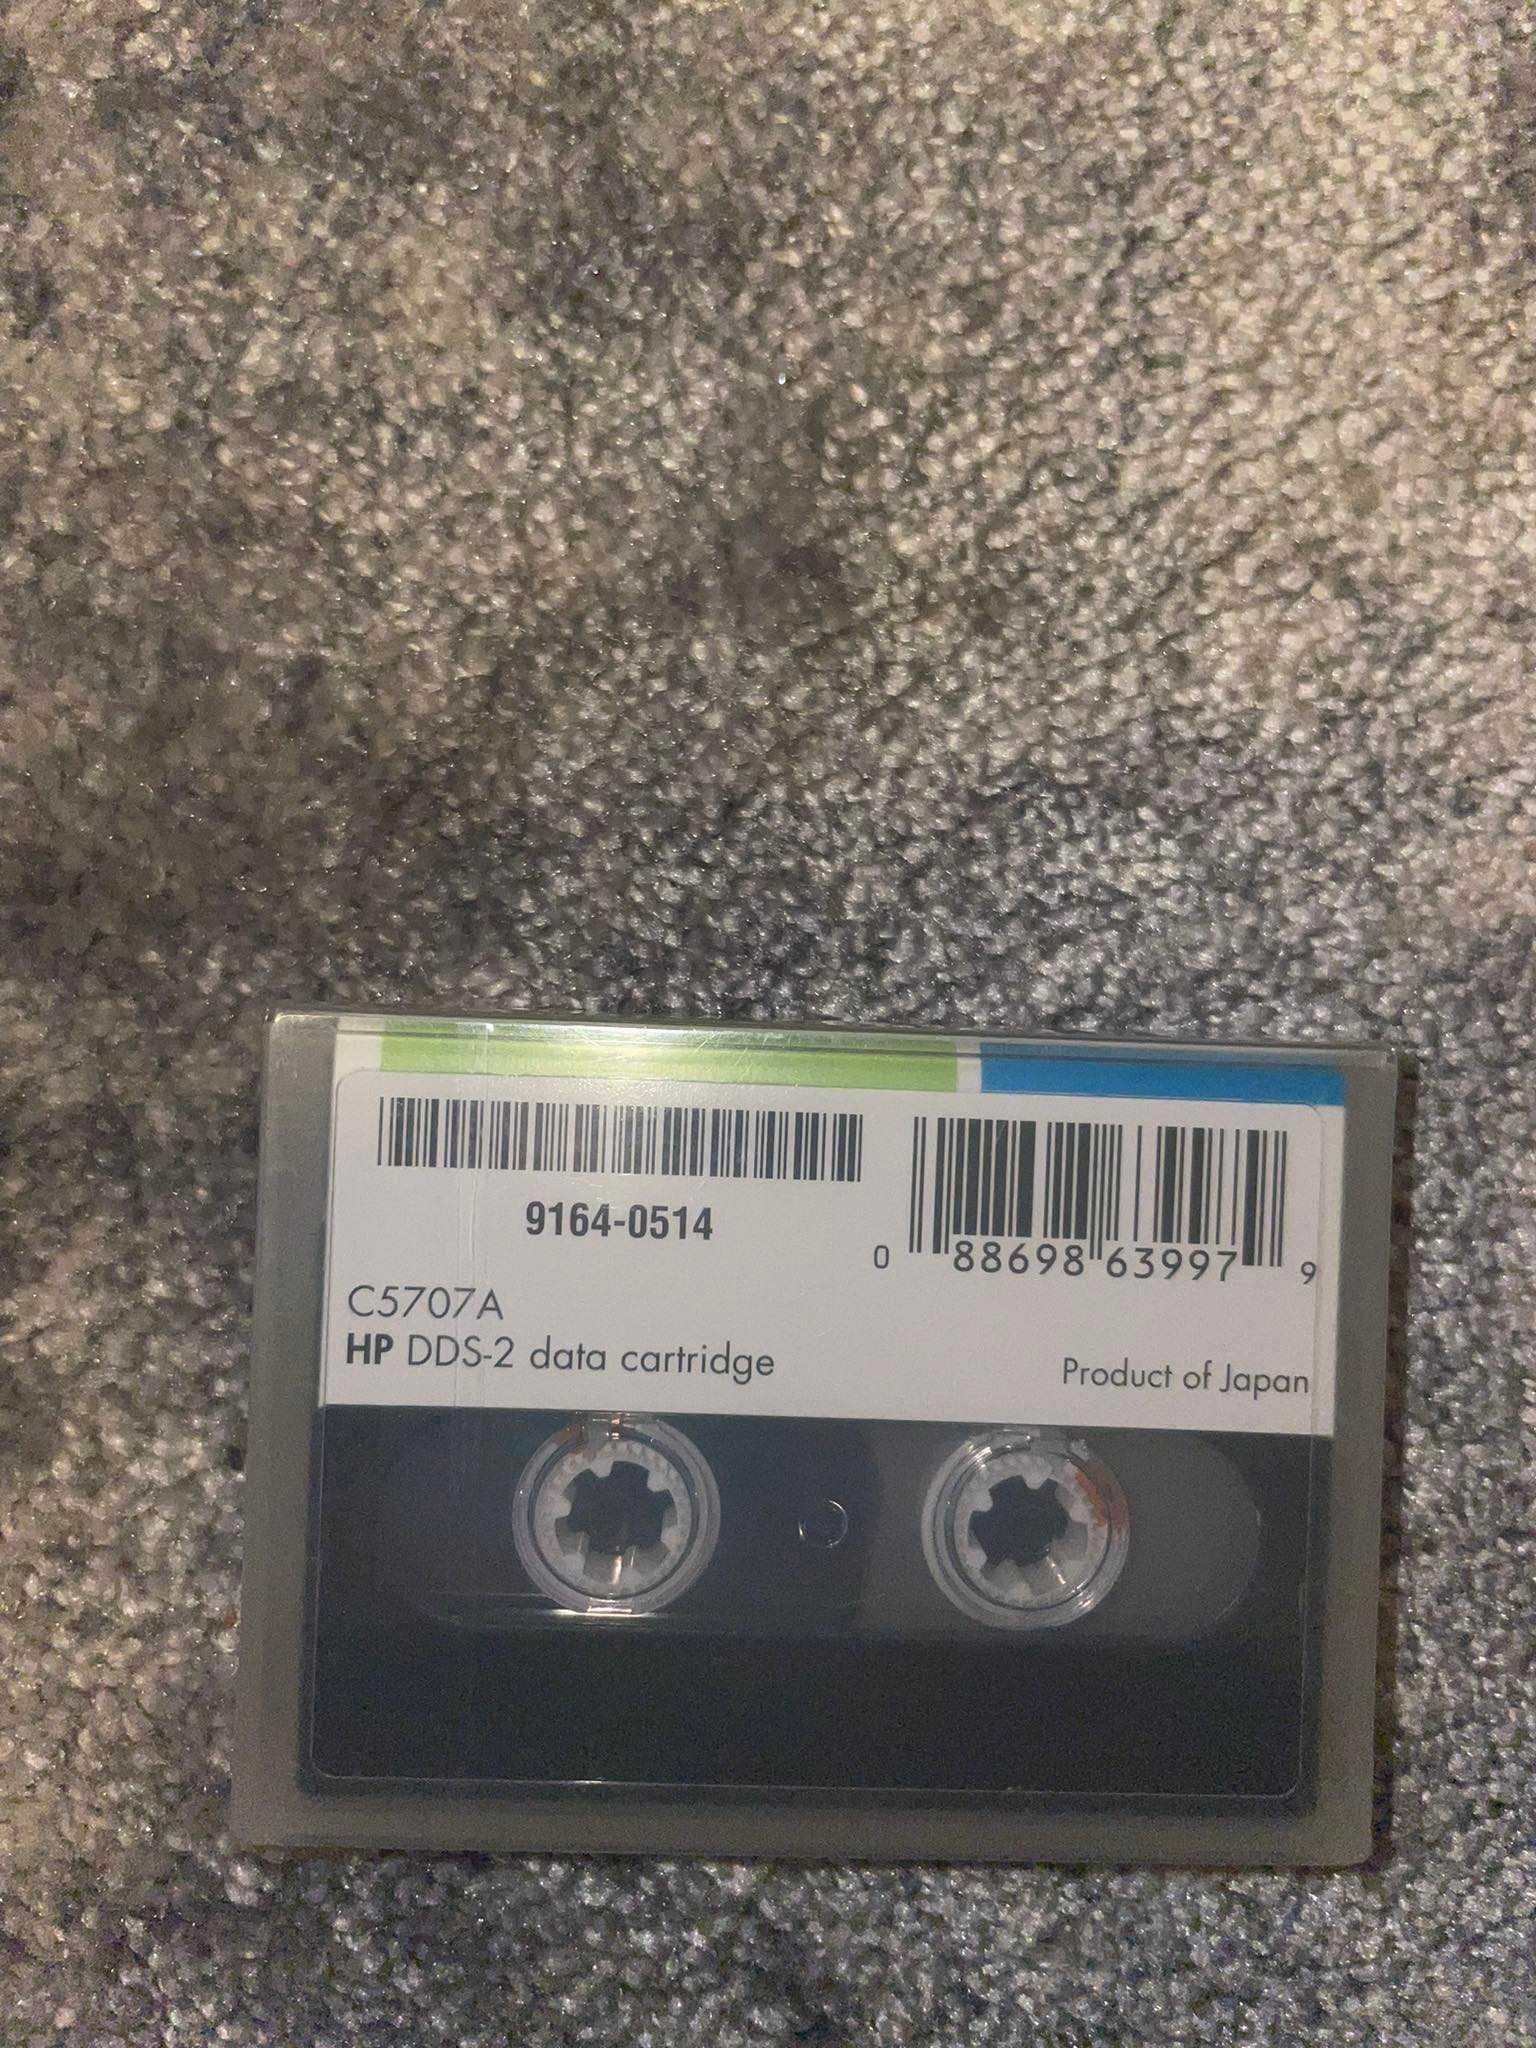 9164-0514
0 88698 63997 9
C5707A
HP DDS-2 data cartridge
Product of Japan